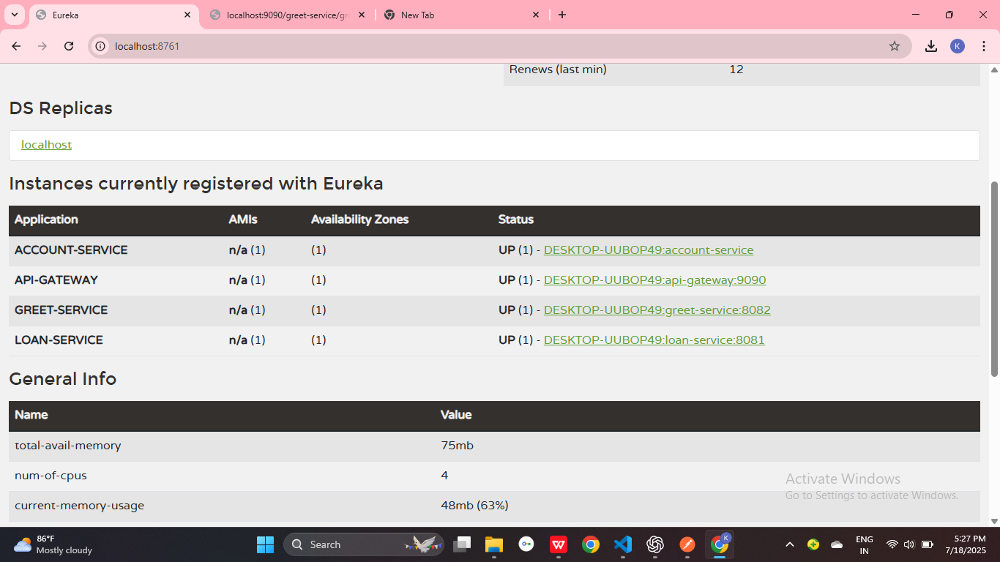 Eureka
localhost:9090/greet-service/gr
New Tab
localhost:8761
K
Renews (last min) 12
DS Replicas
localhost
Instances currently registered with Eureka
Application AMIs Availability Zones Status
ACCOUNT-SERVICE n/a (1) (1) UP (1) - DESKTOP-UUBOP49:account-service
API-GATEWAY n/a (1) (1) UP (1) - DESKTOP-UUBOP49:api-gateway:9090
GREET-SERVICE n/a (1) (1) UP (1) - DESKTOP-UUBOP49:greet-service:8082
LOAN-SERVICE n/a (1) (1) UP (1) - DESKTOP-UUBOP49:loan-service:8081
General Info
Name Value
total-avail-memory 75mb
num-of-cpus 4
current-memory-usage 48mb (63%)
Activate Windows
Go to Settings to activate Windows.
86°F
Mostly cloudy
Search
W
K
ENG
IN
5:27 PM
7/18/2025